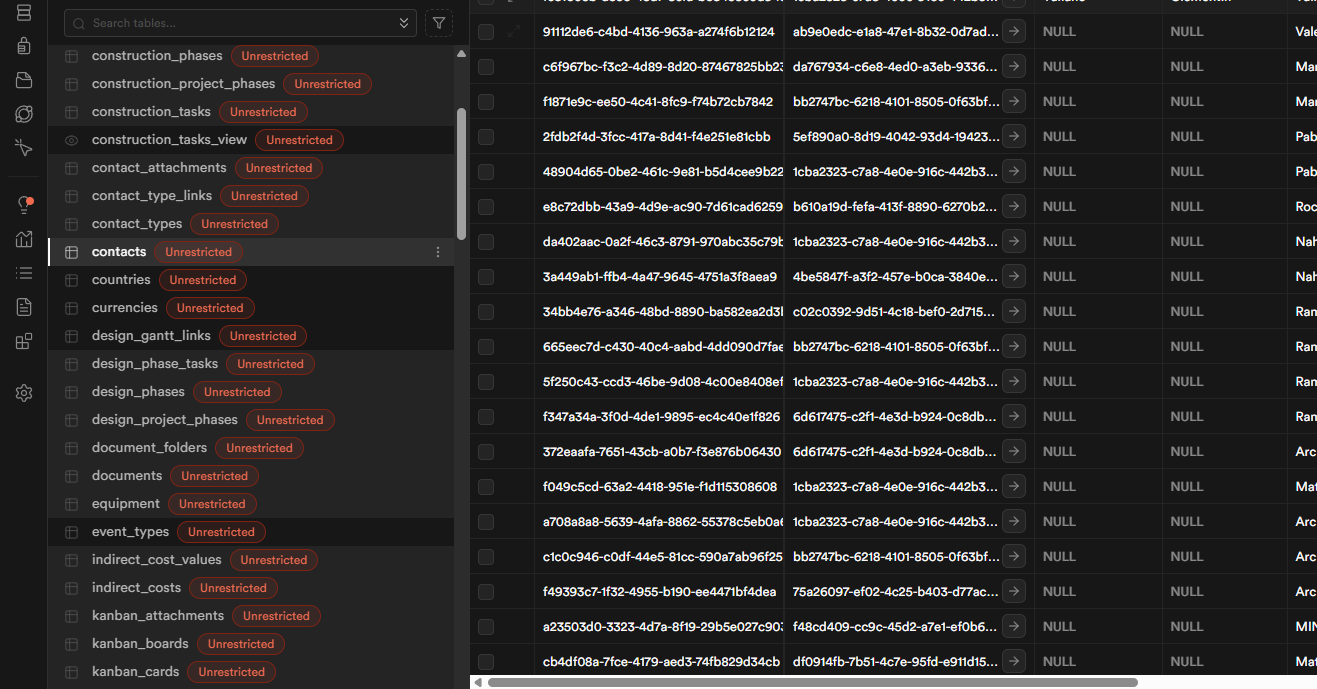 Search tables...
construction_phases Unrestricted
construction_project_phases Unrestricted
construction_tasks Unrestricted
construction_tasks_view Unrestricted
contact_attachments Unrestricted
contact_type_links Unrestricted
contact_types Unrestricted
contacts Unrestricted
countries Unrestricted
currencies Unrestricted
design_gantt_links Unrestricted
design_phase_tasks Unrestricted
design_phases Unrestricted
design_project_phases Unrestricted
document_folders Unrestricted
documents Unrestricted
equipment Unrestricted
event_types Unrestricted
indirect_cost_values Unrestricted
indirect_costs Unrestricted
kanban_attachments Unrestricted
kanban_boards Unrestricted
kanban_cards Unrestricted
91112de6-c4bd-4136-963a-a274f6b12124 ab9e0edc-e1a8-47e1-8b32-0d7ad... NULL NULL Vale
c6f967bc-f3c2-4d89-8d20-87467825bb23 da767934-c6e8-4ed0-a3eb-9336... NULL NULL Mar
f1871e9c-ee50-4c41-8fc9-f74b72cb7842 bb2747bc-6218-4101-8505-0f63bf... NULL NULL Mar
2fdb2f4d-3fcc-417a-8d41-f4e251e81cbb 5ef890a0-8d19-4042-93d4-19423... NULL NULL Pab
48904d65-0be2-461c-9e81-b5d4cee9b22 1cba2323-c7a8-4e0e-916c-442b3... NULL NULL Pab
e8c72dbb-43a9-4d9e-ac90-7d61cad6259 b610a19d-fefa-413f-8890-6270b2... NULL NULL Roc
da402aac-0a2f-46c3-8791-970abc35c79b 1cba2323-c7a8-4e0e-916c-442b3... NULL NULL Nah
3a449ab1-ffb4-4a47-9645-4751a3f8aea9 4be5847f-a3f2-457e-b0ca-3840e... NULL NULL Nah
34bb4e76-a346-48bd-8890-ba582ea2d3 c02c0392-9d51-4c18-bef0-2d715... NULL NULL Ram
665eec7d-c430-40c4-aabd-4dd090d7fae bb2747bc-6218-4101-8505-0f63bf... NULL NULL Ram
5f250c43-ccd3-46be-9d08-4c00e8408ef 1cba2323-c7a8-4e0e-916c-442b3... NULL NULL Ram
f347a34a-3f0d-4de1-9895-ec4c40e1f826 6d617475-c2f1-4e3d-b924-0c8db... NULL NULL Ram
372eaafa-7651-43cb-a0b7-f3e876b06430 6d617475-c2f1-4e3d-b924-0c8db... NULL NULL Arc
f049c5cd-63a2-4418-951e-f1d115308608 1cba2323-c7a8-4e0e-916c-442b3... NULL NULL Mat
a708a8a8-5639-4afa-8862-55378c5eb0a6 1cba2323-c7a8-4e0e-916c-442b3... NULL NULL Arc
c1c0c946-c0df-44e5-81cc-590a7ab96f25 bb2747bc-6218-4101-8505-0f63bf... NULL NULL Arc
f49393c7-1f32-4955-b190-ee4471bf4dea 75a26097-ef02-4c25-b403-d77ac... NULL NULL Arc
a23503d0-3323-4d7a-8f19-29b5e027c903 f48cd409-cc9c-45d2-a7e1-ef0b6... NULL NULL MIN
cb4df08a-7fce-4179-aed3-74fb829d34cb df0914fb-7b51-4c7e-95fd-e911d15... NULL NULL Mat